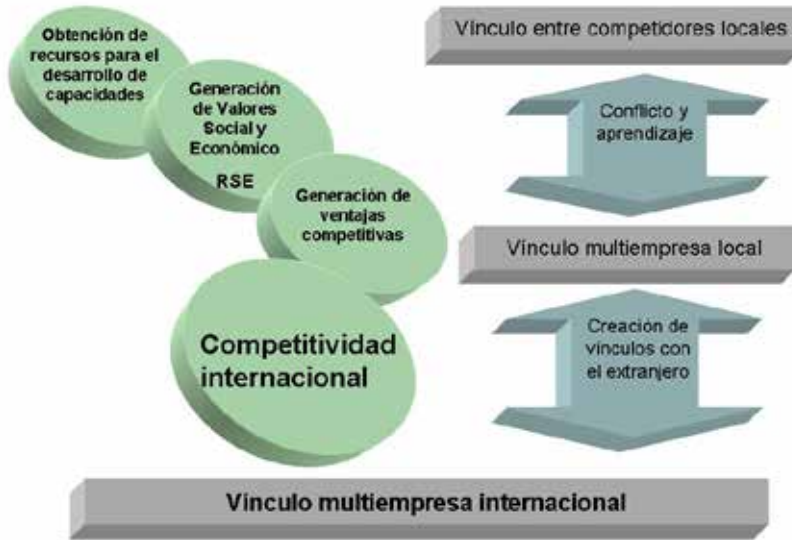 Obtención de
recursos para el
desarrollo de
capacidades
Generación
de Valores
Social y
Económico
RSE
Generación de
ventajas
competitivas
Competitividad
internacional
Vínculo entre competidores locales
Conflicto y
aprendizaje
Vínculo multiempresa local
Creación de
vínculos con
el extranjero
Vínculo multiempresa internacional